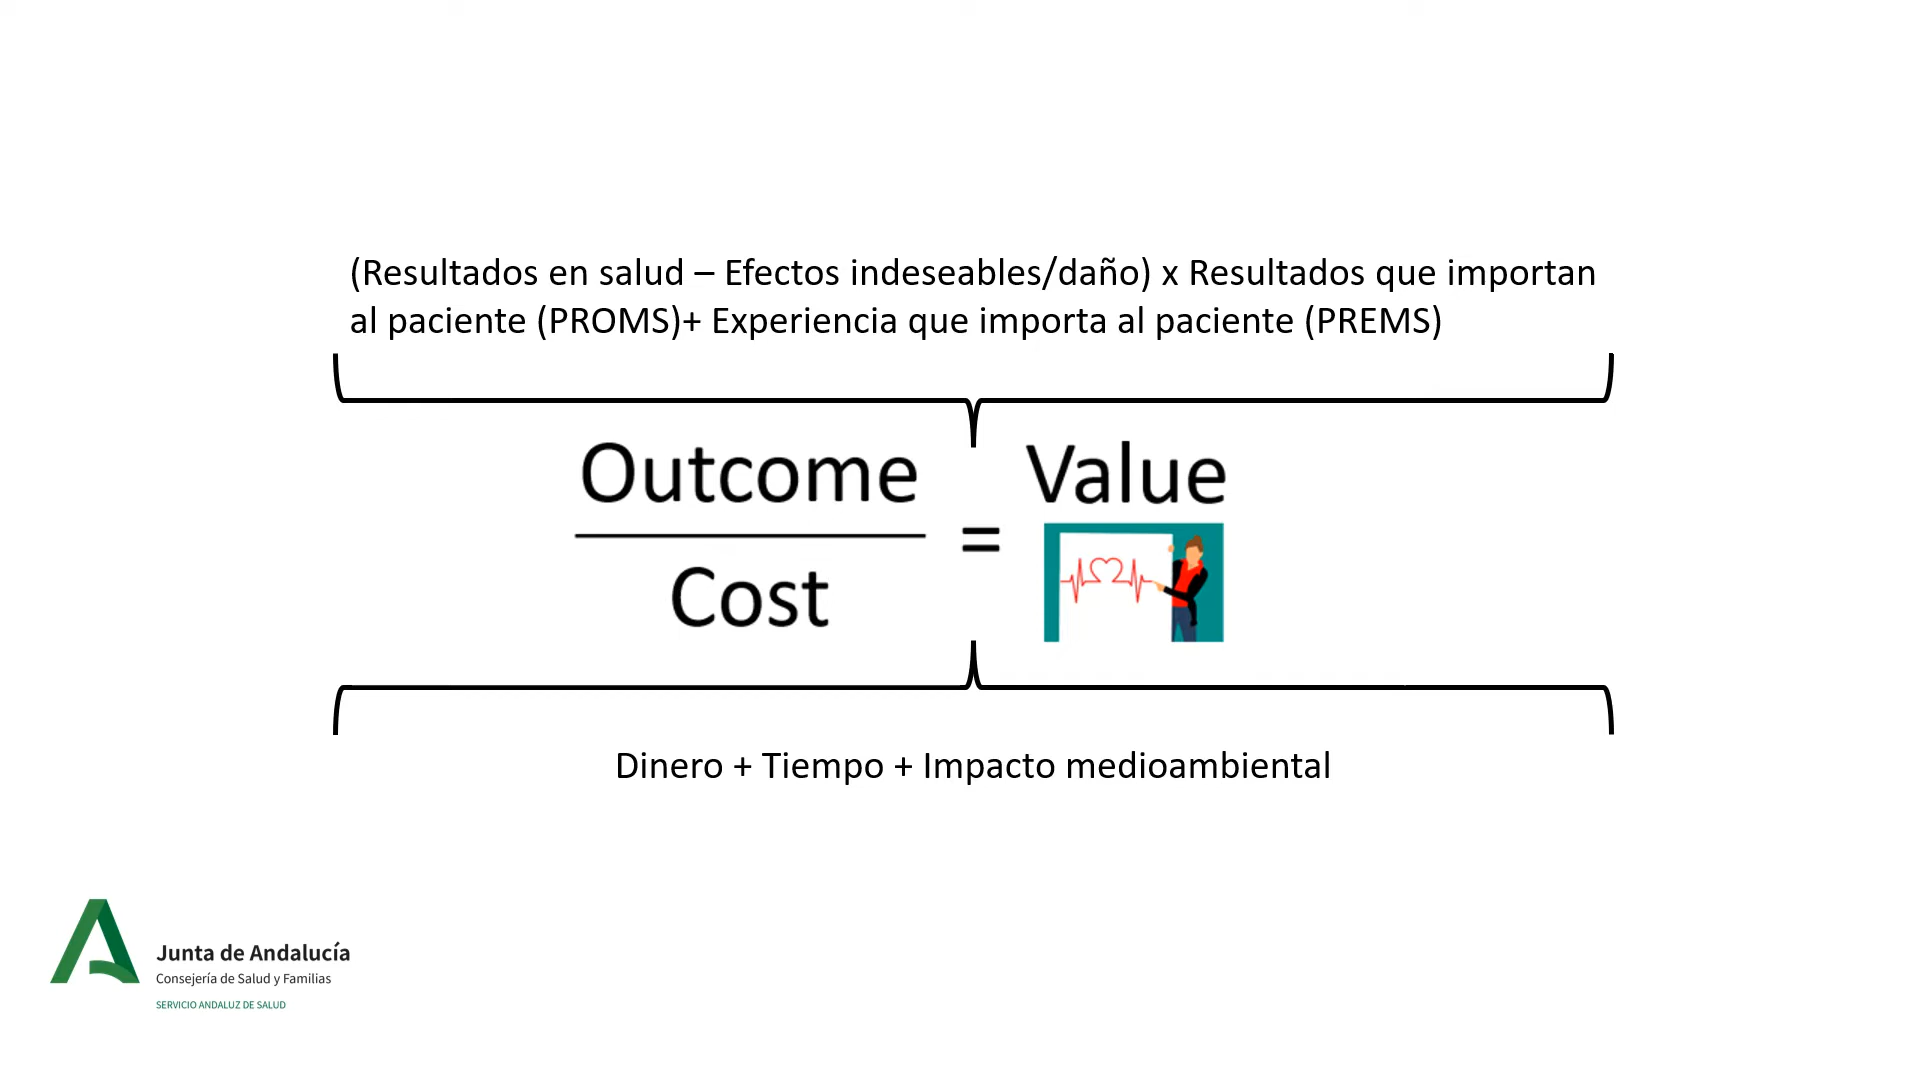 (Resultados en salud – Efectos indeseables/daño) x Resultados que importan
al paciente (PROMS)+ Experiencia que importa al paciente (PREMS)
Outcome
Cost
=
Value
Dinero + Tiempo + Impacto medioambiental
Junta de Andalucía
Consejería de Salud y Familias
SERVICIO ANDALUZ DE SALUD